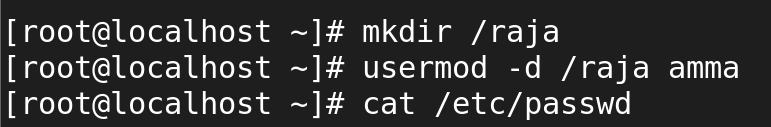 [root@localhost ~]# mkdir /raja
[root@localhost ~]# usermod -d /raja amma
[root@localhost ~]# cat /etc/passwd